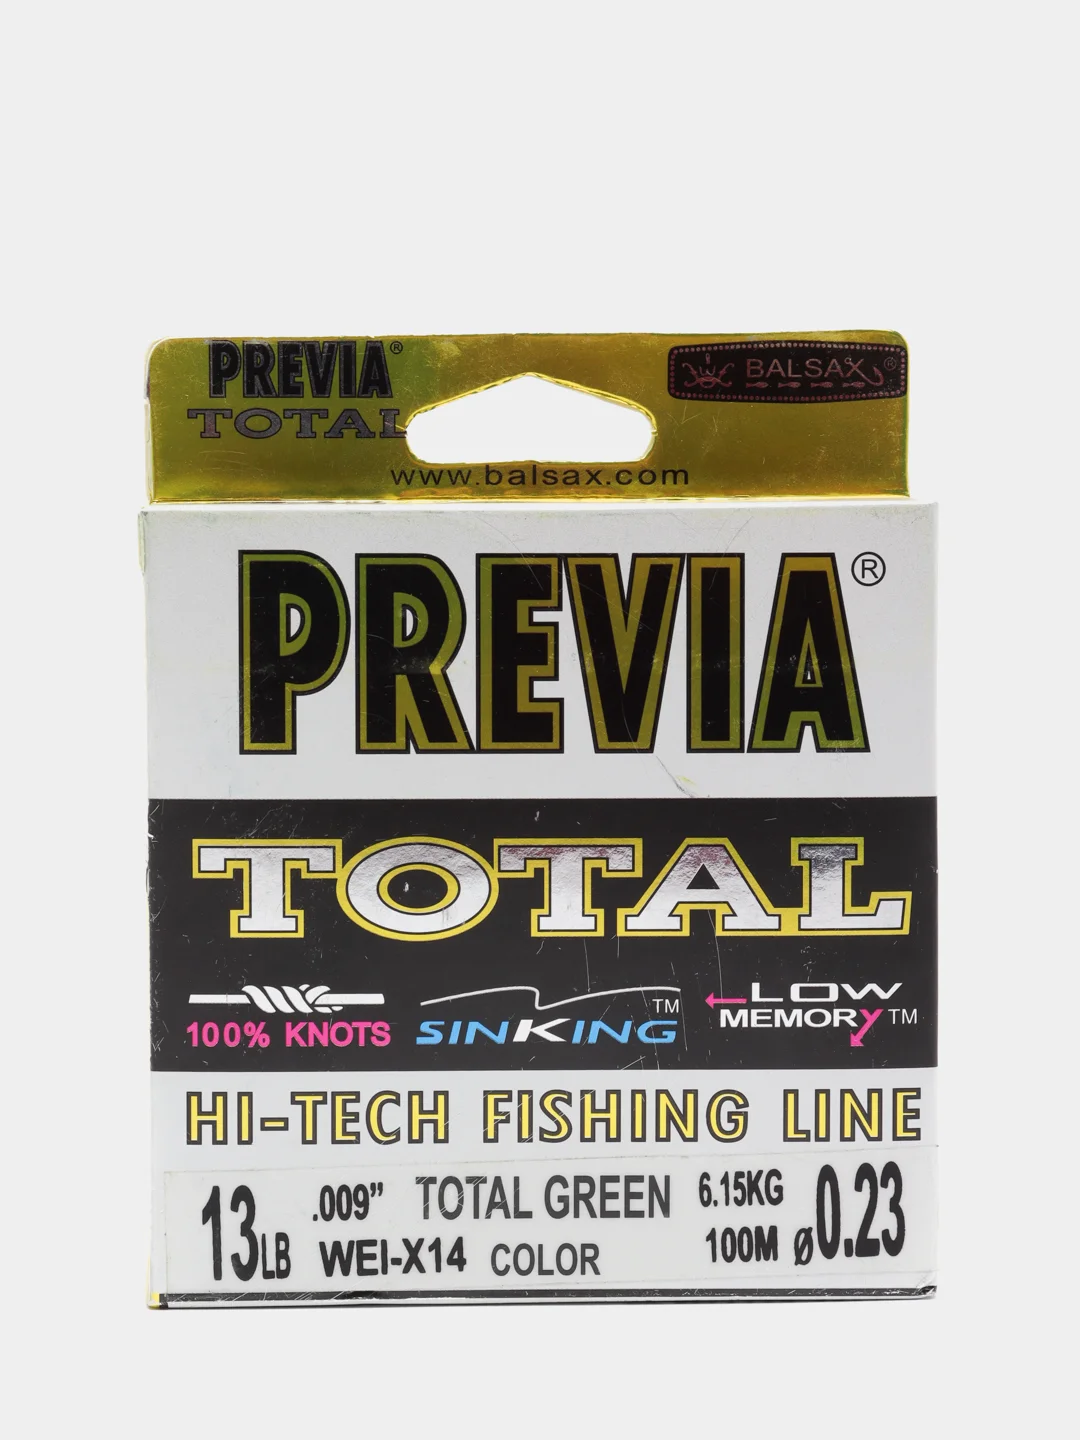 PREVIA®
TOTAL
BALSAX®
www.balsax.com
PREVIA®
TOTAL
100% KNOTS
SINKING™
LOW
MEMORY™
HI-TECH FISHING LINE
13LB .009” TOTAL GREEN 6.15KG
WEI-X14 COLOR 100M ø0.23